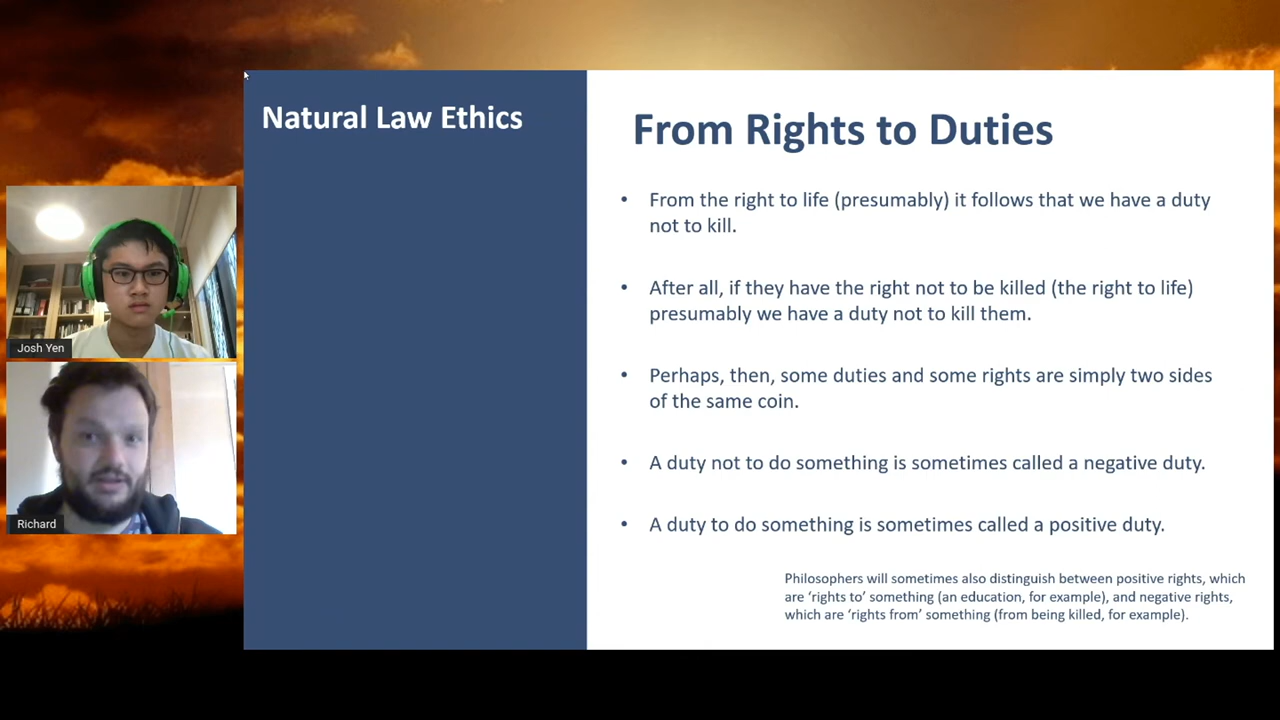 Natural Law Ethics
From Rights to Duties
• From the right to life (presumably) it follows that we have a duty
not to kill.
• After all, if they have the right not to be killed (the right to life)
presumably we have a duty not to kill them.
• Perhaps, then, some duties and some rights are simply two sides
of the same coin.
• A duty not to do something is sometimes called a negative duty.
• A duty to do something is sometimes called a positive duty.
Philosophers will sometimes also distinguish between positive rights, which
are ‘rights to’ something (an education, for example), and negative rights,
which are ‘rights from’ something (from being killed, for example).
Josh Yen
Richard